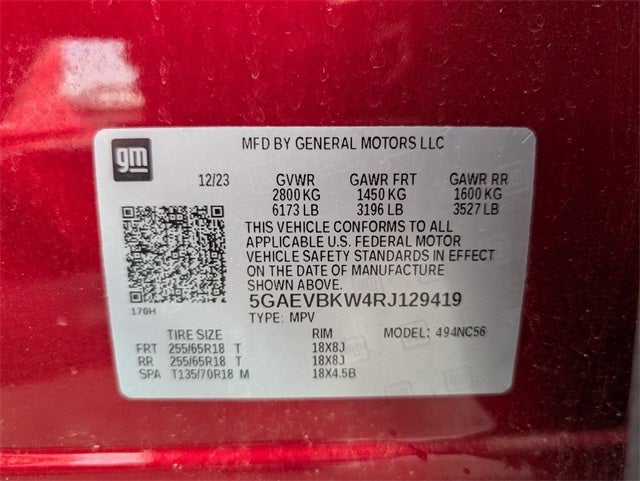 gm
MFD BY GENERAL MOTORS LLC
12/23 GVWR GAWR FRT GAWR RR
2800 KG 1450 KG 1600 KG
6173 LB 3196 LB 3527 LB
THIS VEHICLE CONFORMS TO ALL
APPLICABLE U.S. FEDERAL MOTOR
VEHICLE SAFETY STANDARDS IN EFFECT
ON THE DATE OF MANUFACTURE
SHOWN ABOVE.
170H
5GAEVBKW4RJ129419
TYPE: MPV MODEL: 494NC56
TIRE SIZE RIM
FRT 255/65R18 T 18X8J
RR 255/65R18 T 18X8J
SPA T135/70R18 M 18X4.5B